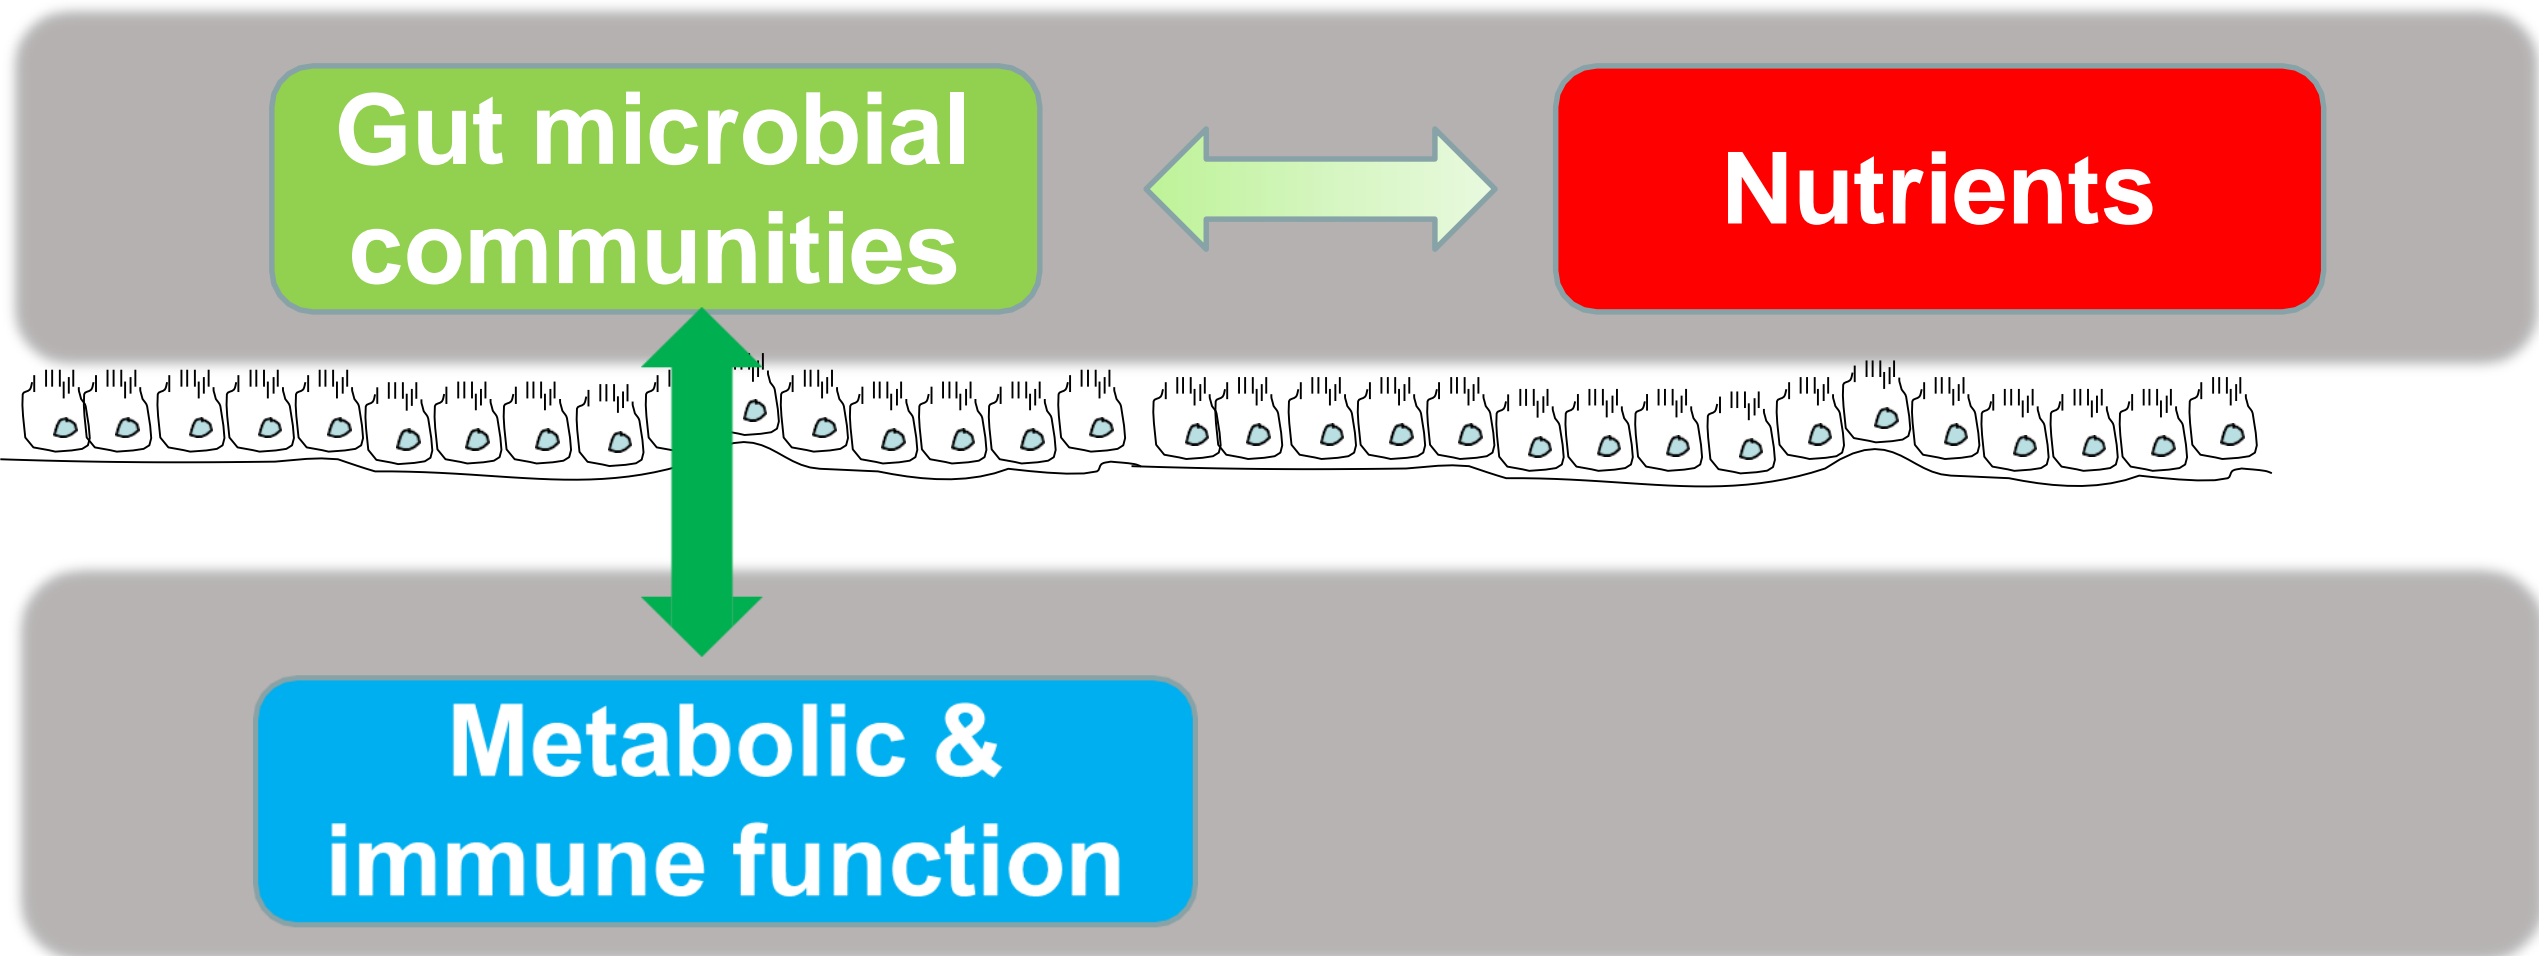 Gut microbial
communities
Nutrients
Metabolic &
immune function